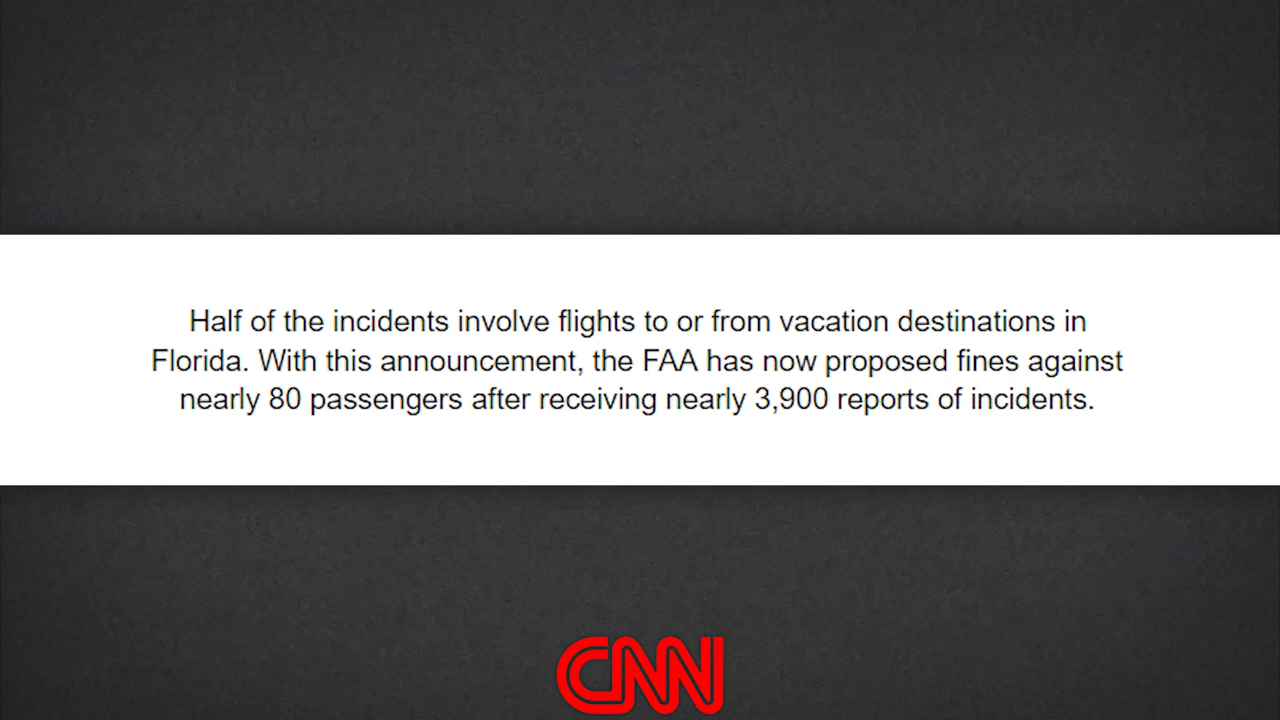 Half of the incidents involve flights to or from vacation destinations in
Florida. With this announcement, the FAA has now proposed fines against
nearly 80 passengers after receiving nearly 3,900 reports of incidents.
CNN